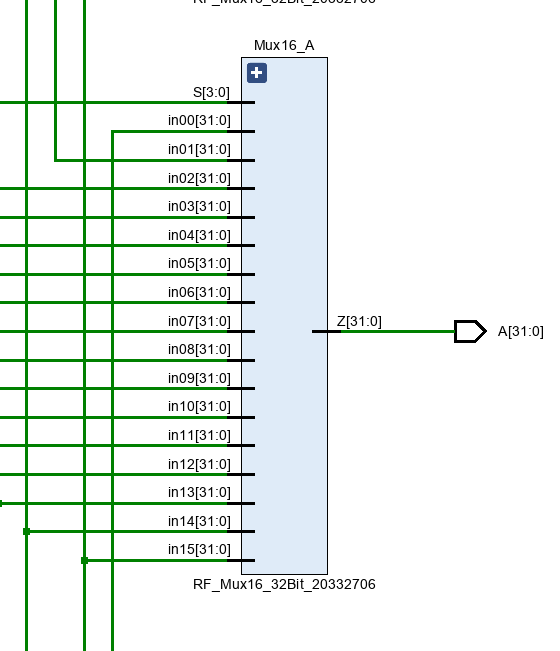 RF_Mux16_32Bit_20332706
Mux16_A
S[3:0]
in00[31:0]
in01[31:0]
in02[31:0]
in03[31:0]
in04[31:0]
in05[31:0]
in06[31:0]
in07[31:0]
Z[31:0]
A[31:0]
in08[31:0]
in09[31:0]
in10[31:0]
in11[31:0]
in12[31:0]
in13[31:0]
in14[31:0]
in15[31:0]
RF_Mux16_32Bit_20332706